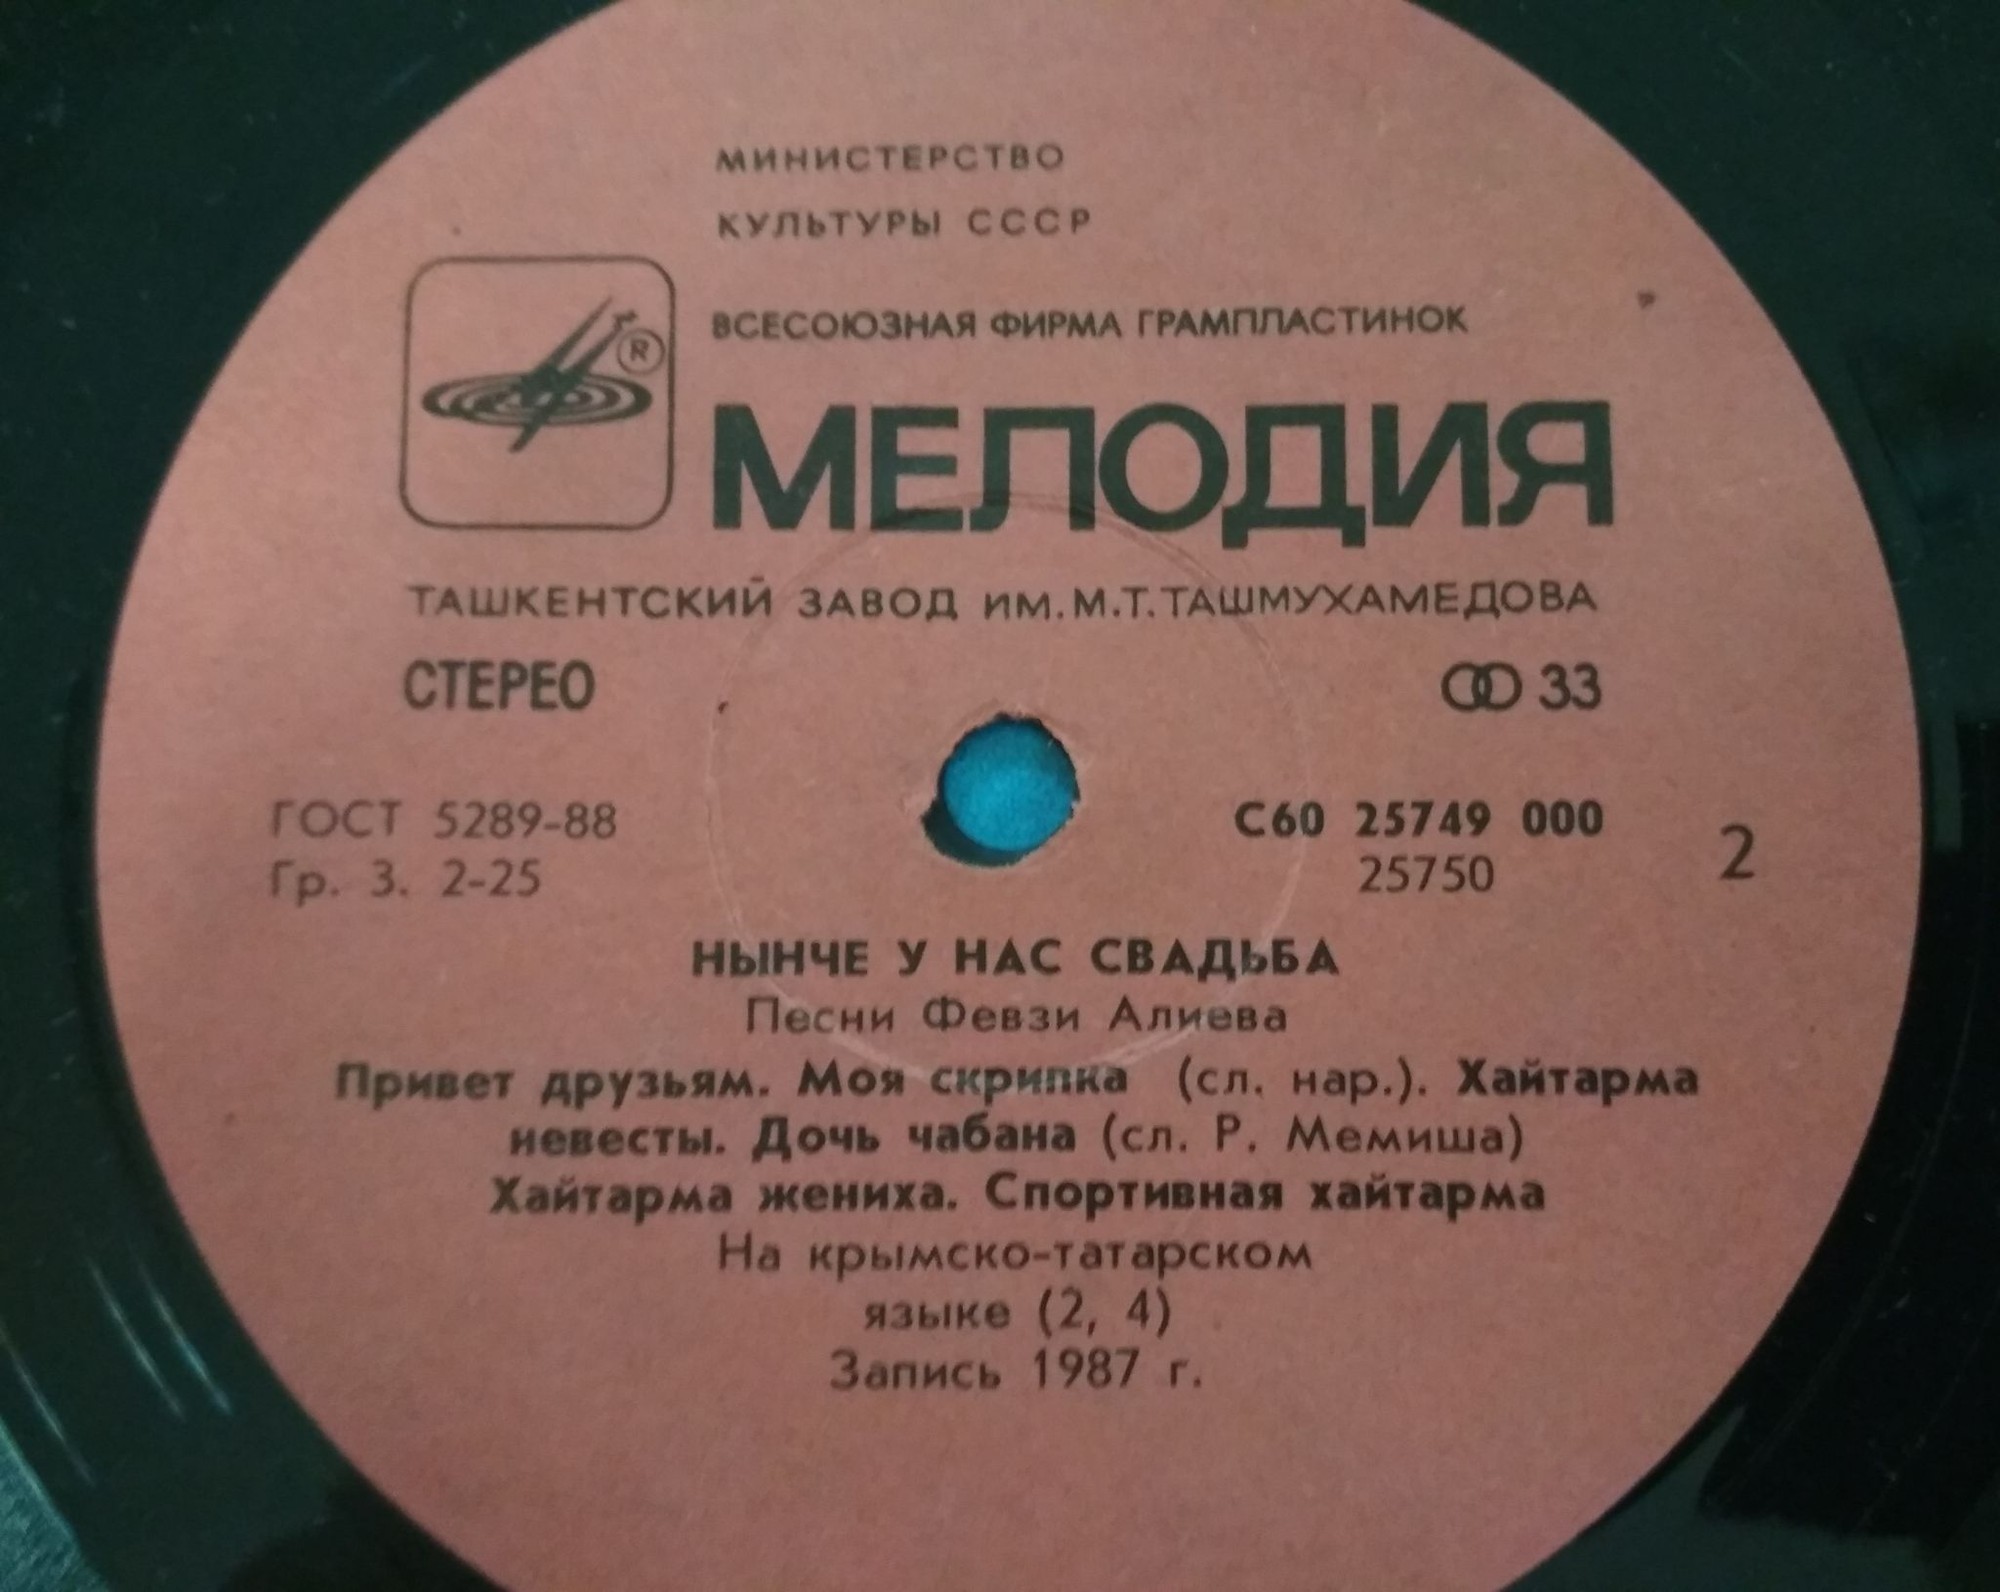 МИНИСТЕРСТВО
КУЛЬТУРЫ СССР
ВСЕСОЮЗНАЯ ФИРМА ГРАМПЛАСТИНОК
R
МЕЛОДИЯ
ТАШКЕНТСКИЙ ЗАВОД ИМ. М.Т. ТАШМУХАМЕДОВА
СТЕРЕО 33
ГОСТ 5289-88 С60 25749 000
Гр. 3. 2-25 25750 2
НЫНЧЕ У НАС СВАДЬБА
Песни Февзи Алиева
Привет друзьям. Моя скрипка (сл. нар.). Хайтарма
невесты. Дочь чабана (сл. Р. Мемиша)
Хайтарма жениха. Спортивная хайтарма
На крымско-татарском
языке (2, 4)
Запись 1987 г.